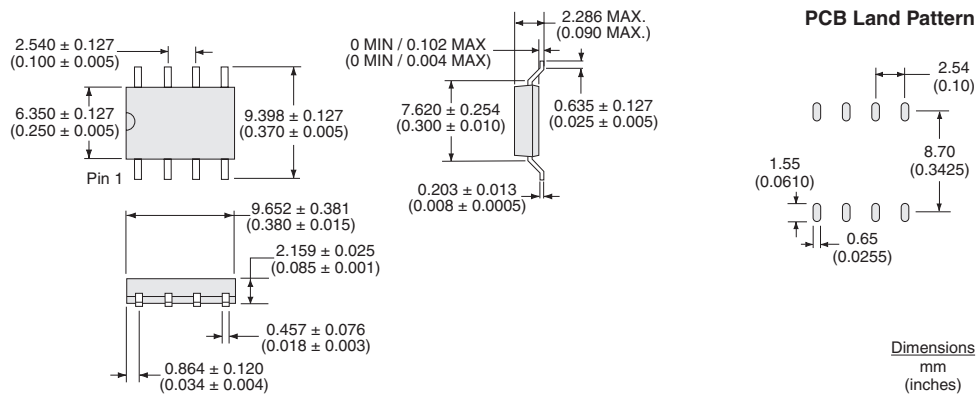 2.540 ± 0.127
(0.100 ± 0.005)
6.350 ± 0.127
(0.250 ± 0.005)
9.398 ± 0.127
(0.370 ± 0.005)
Pin 1
9.652 ± 0.381
(0.380 ± 0.015)
2.159 ± 0.025
(0.085 ± 0.001)
0.457 ± 0.076
(0.018 ± 0.003)
0.864 ± 0.120
(0.034 ± 0.004)
2.286 MAX.
(0.090 MAX.)
0 MIN / 0.102 MAX
(0 MIN / 0.004 MAX)
7.620 ± 0.254
(0.300 ± 0.010)
0.635 ± 0.127
(0.025 ± 0.005)
0.203 ± 0.013
(0.008 ± 0.0005)
PCB Land Pattern
2.54
(0.10)
8.70
(0.3425)
1.55
(0.0610)
0.65
(0.0255)
Dimensions
mm
(inches)